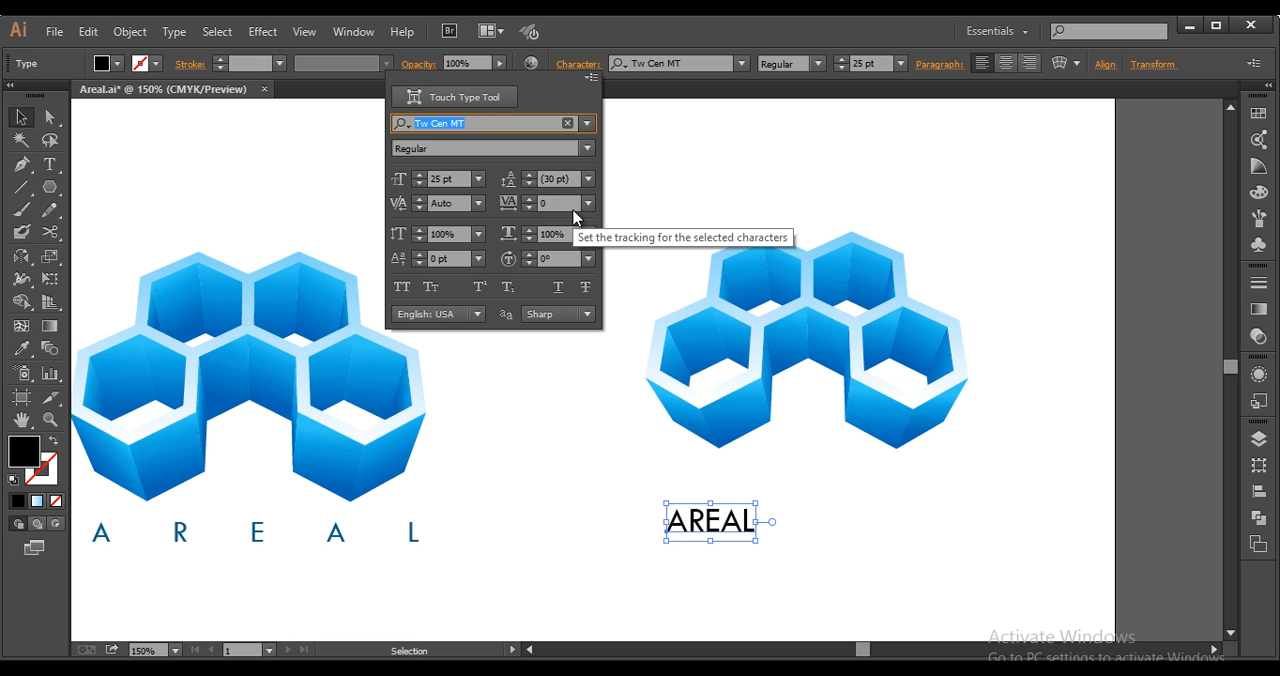 Ai File Edit Object Type Select Effect View Window Help Br Essentials
Type Stroke: Opacity: 100% Character: Tw Cen MT Regular 25 pt Paragraph: Align Transform
Areal.ai* @ 150% (CMYK/Preview) ×
Touch Type Tool
Tw Cen MT
Regular
25 pt (30 pt)
Auto 0
100% 100%
Set the tracking for the selected characters
0 pt 0°
English: USA Sharp
AREAL
A R E A L
Activate Windows
Go to PC settings to activate Windows.
150% 1 Selection